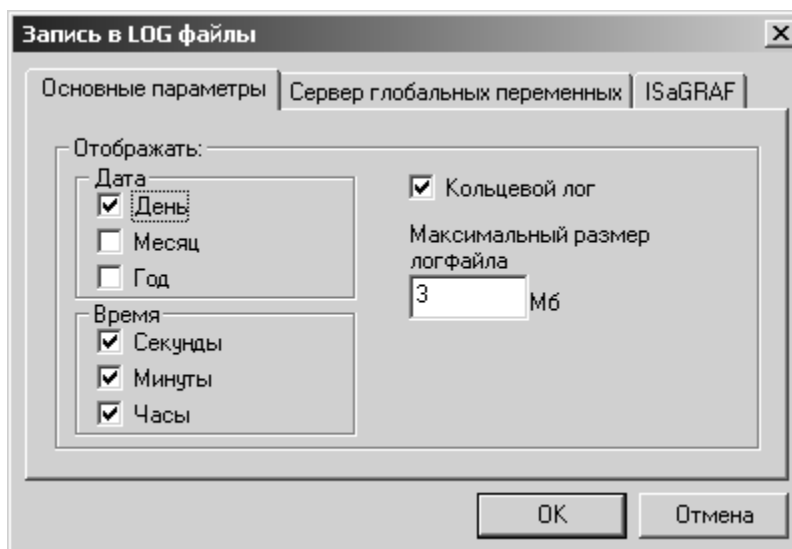 Запись в LOG файлы
Основные параметры
Сервер глобальных переменных
ISaGRAF
Отображать:
Дата
День
Месяц
Год
Время
Секунды
Минуты
Часы
Кольцевой лог
Максимальный размер
логфайла
3
Мб
OK
Отмена